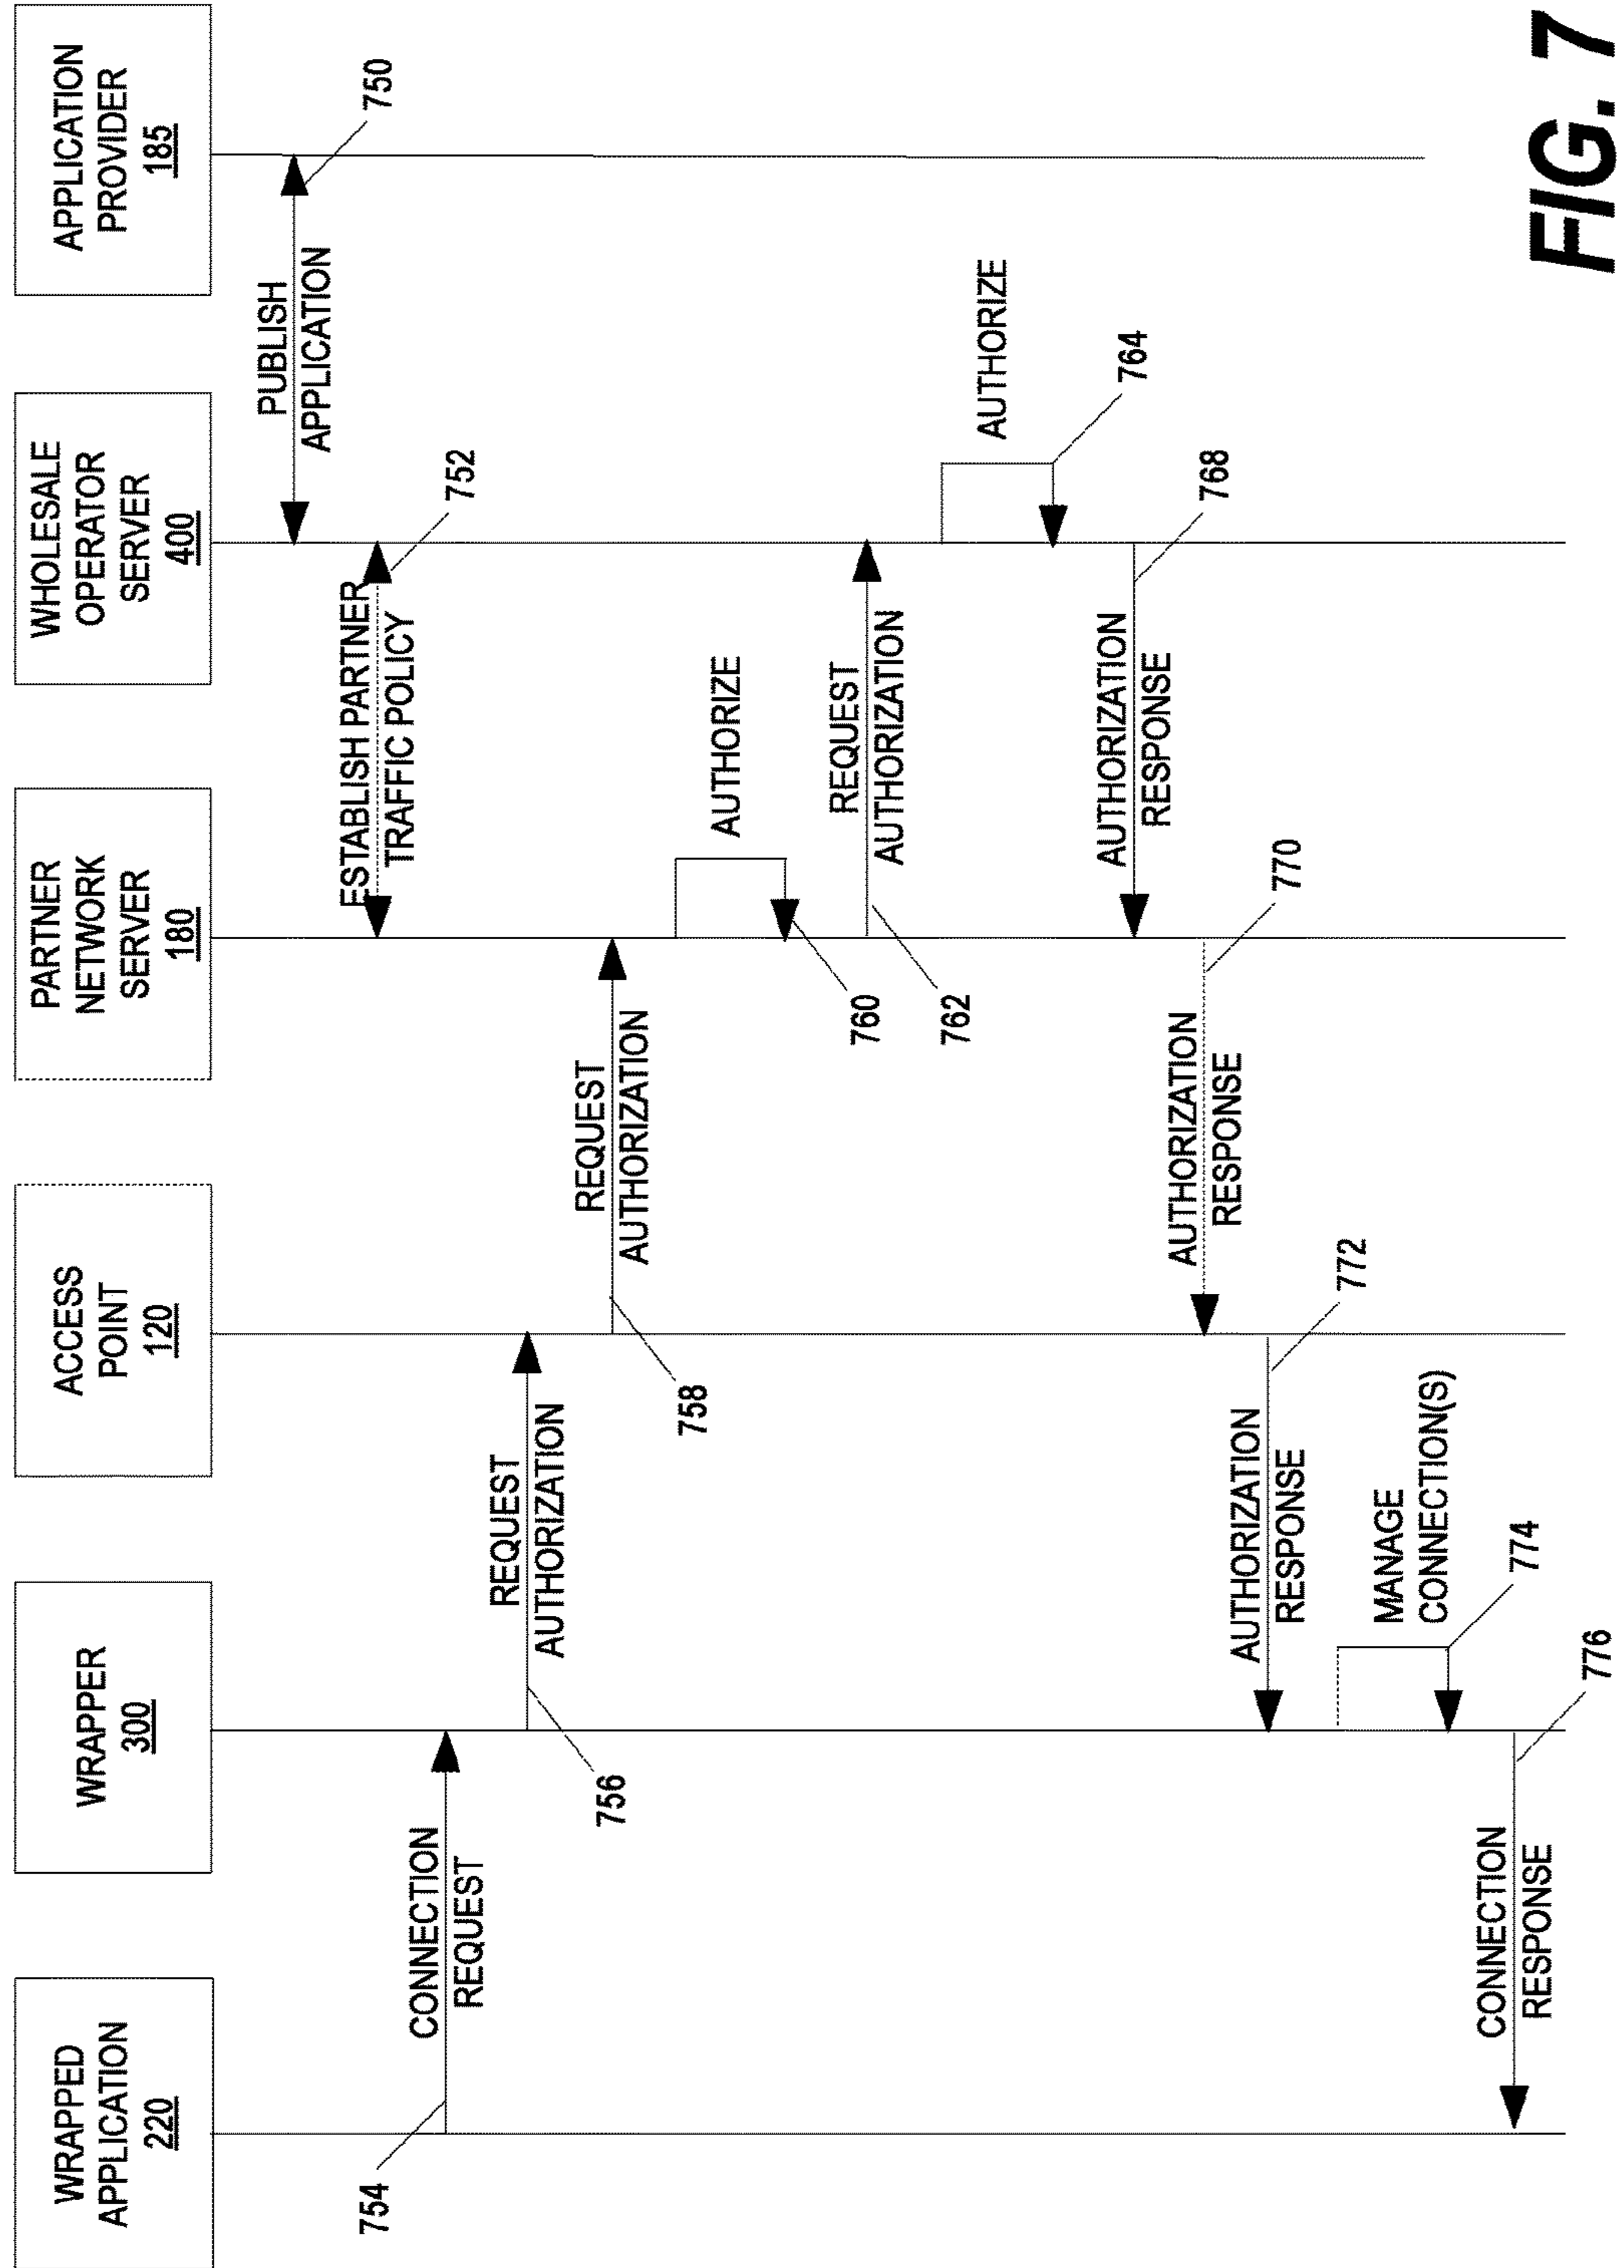 WRAPPED
APPLICATION
220
WRAPPER
300
ACCESS
POINT
120
PARTNER
NETWORK
SERVER
180
WHOLESALE
OPERATOR
SERVER
400
APPLICATION
PROVIDER
185
PUBLISH
APPLICATION
750
ESTABLISH PARTNER
TRAFFIC POLICY
752
754
CONNECTION
REQUEST
756
REQUEST
AUTHORIZATION
758
REQUEST
AUTHORIZATION
AUTHORIZE
760
762
REQUEST
AUTHORIZATION
AUTHORIZE
764
AUTHORIZATION
RESPONSE
768
AUTHORIZATION
RESPONSE
770
AUTHORIZATION
RESPONSE
772
MANAGE
CONNECTION(S)
774
CONNECTION
RESPONSE
776
FIG. 7